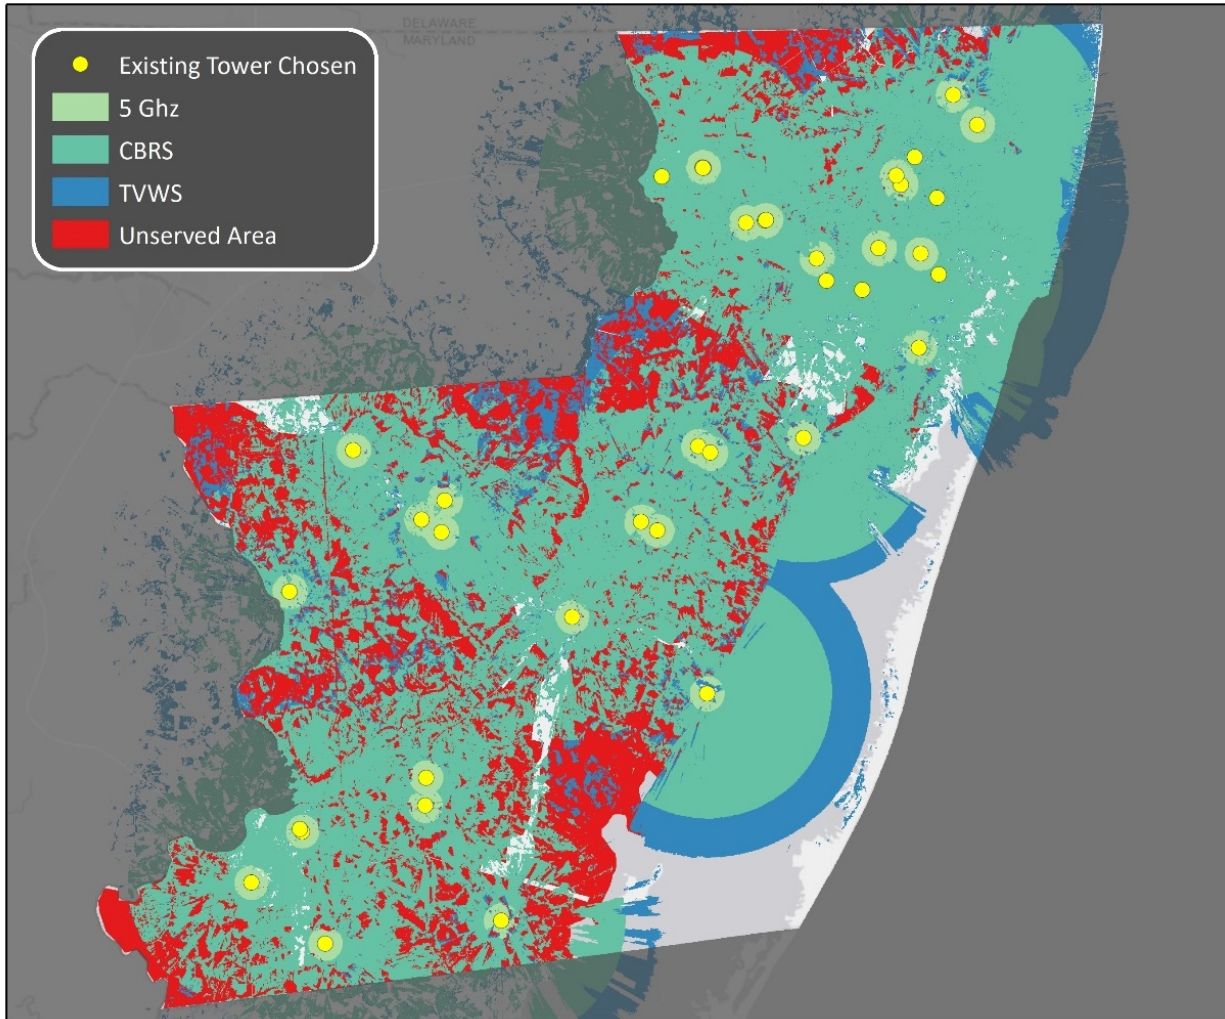 DELAWARE
MARYLAND
Existing Tower Chosen
5 Ghz
CBRS
TVWS
Unserved Area